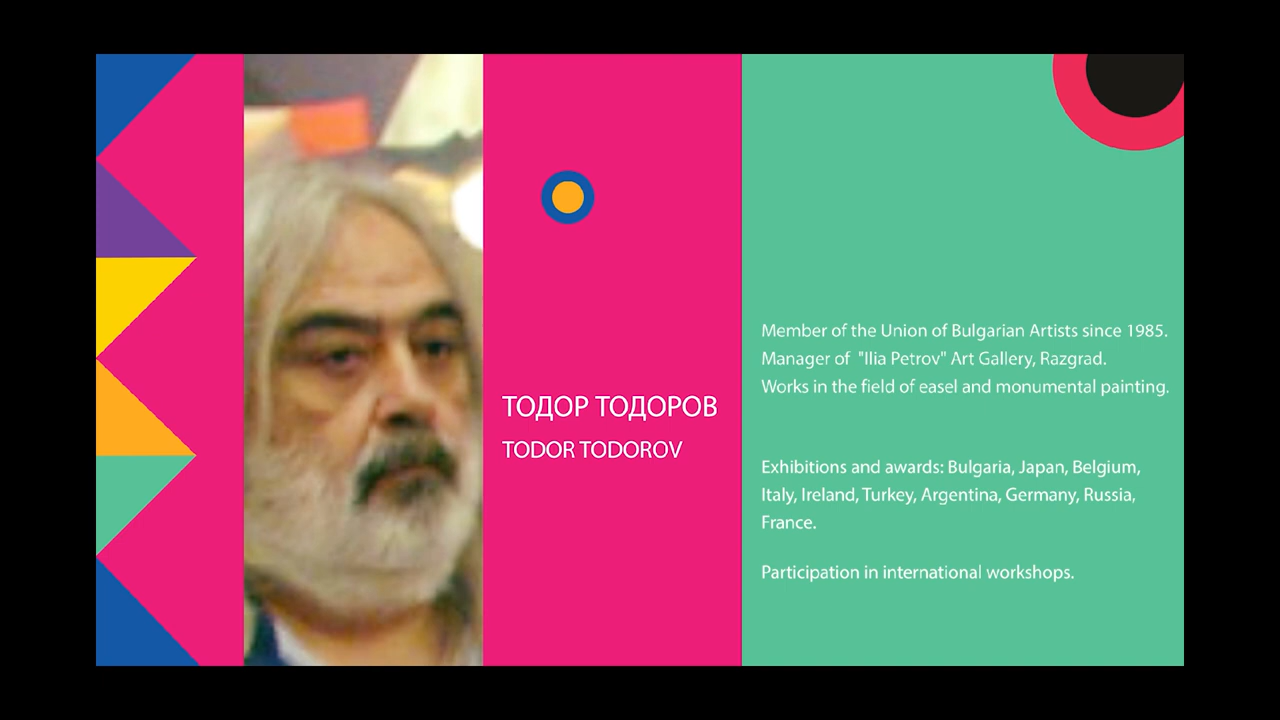 ТОДОР ТОДОРОВ
TODOR TODOROV
Member of the Union of Bulgarian Artists since 1985.
Manager of  "Ilia Petrov" Art Gallery, Razgrad.
Works in the field of easel and monumental painting.
Exhibitions and awards: Bulgaria, Japan, Belgium,
Italy, Ireland, Turkey, Argentina, Germany, Russia,
France.
Participation in international workshops.